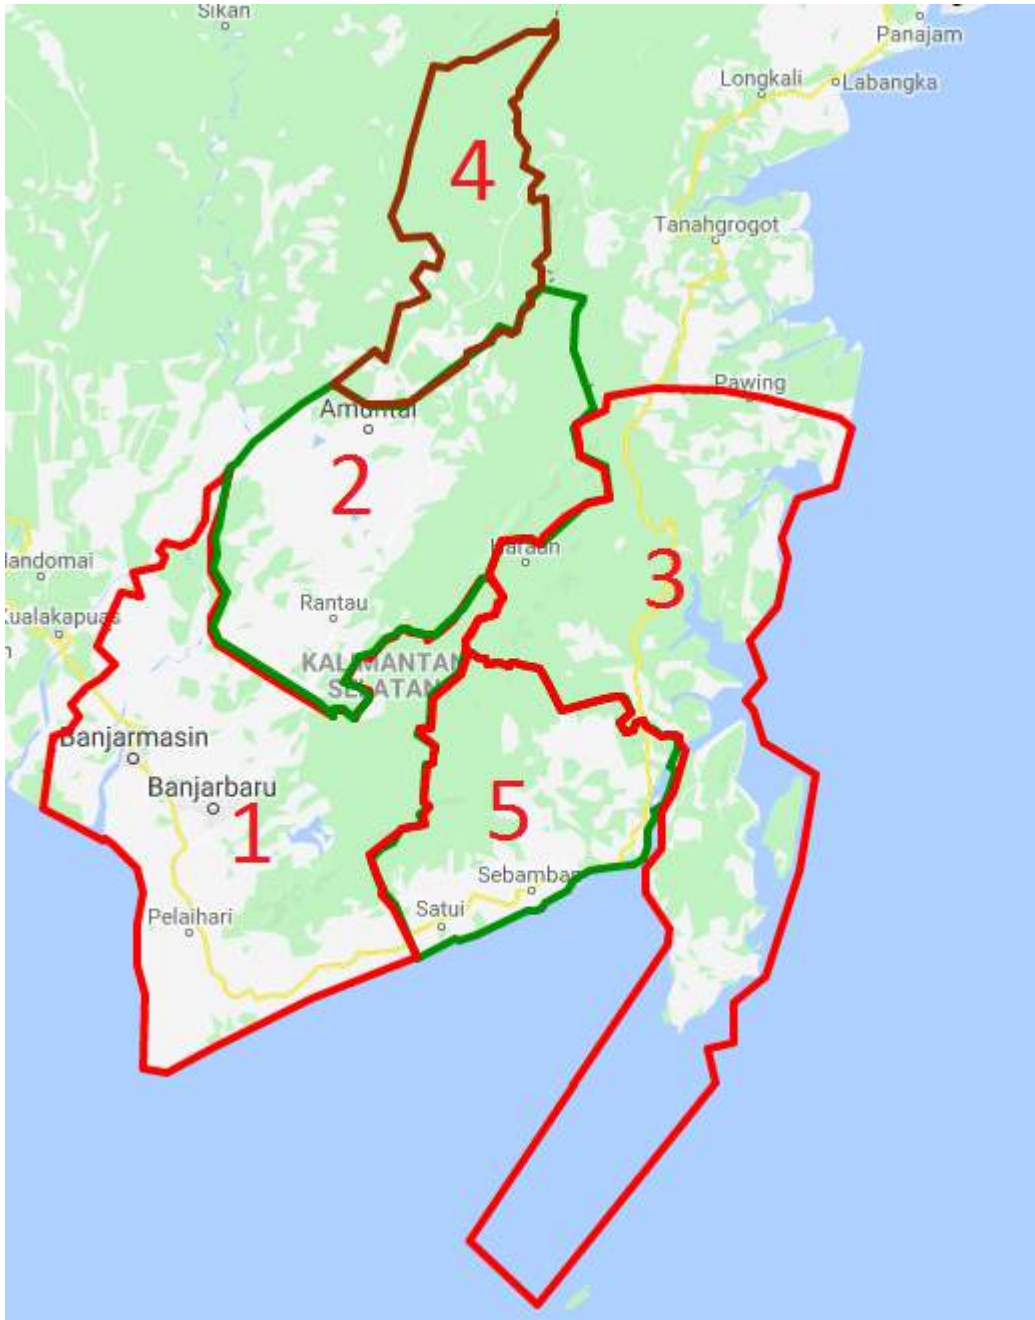 Sikan
Panajam
Longkali
Labangka
4
Tanahgrogot
Pawing
Amuntai
2
Haraan
3
Rantau
KALIMANTAN
SELATAN
Kualakapuas
Banjarmasin
Banjarbaru
1
5
Sebamban
Satui
Pelaihari